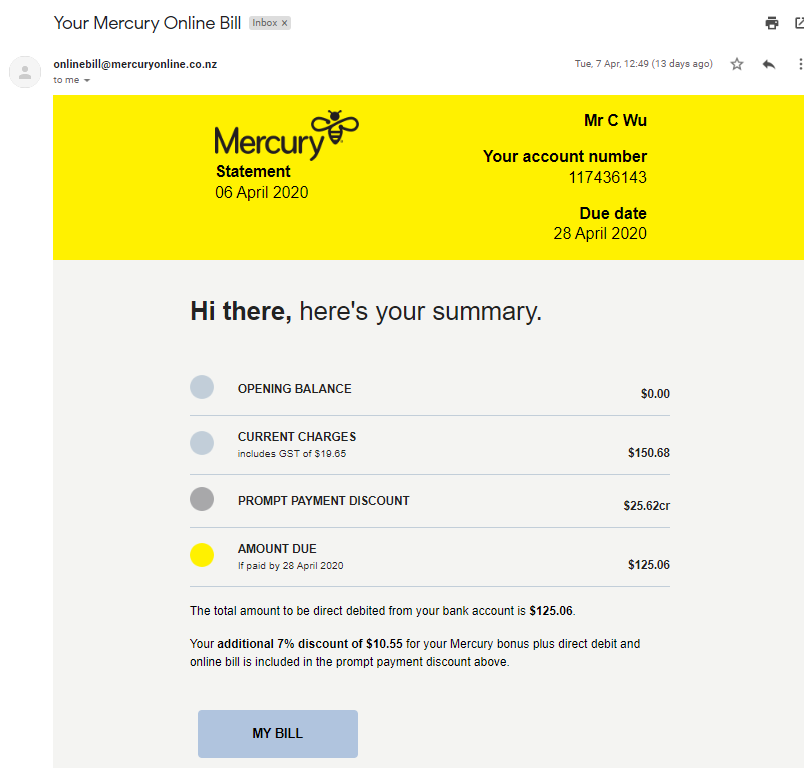 Your Mercury Online Bill Inbox x
onlinebill@mercuryonline.co.nz
Tue, 7 Apr, 12:49 (13 days ago)
to me
Mercury
Statement
06 April 2020
Mr C Wu
Your account number
117436143
Due date
28 April 2020
Hi there, here's your summary.
OPENING BALANCE
$0.00
CURRENT CHARGES
includes GST of $19.65
$150.68
PROMPT PAYMENT DISCOUNT
$25.62cr
AMOUNT DUE
If paid by 28 April 2020
$125.06
The total amount to be direct debited from your bank account is $125.06.
Your additional 7% discount of $10.55 for your Mercury bonus plus direct debit and
online bill is included in the prompt payment discount above.
MY BILL